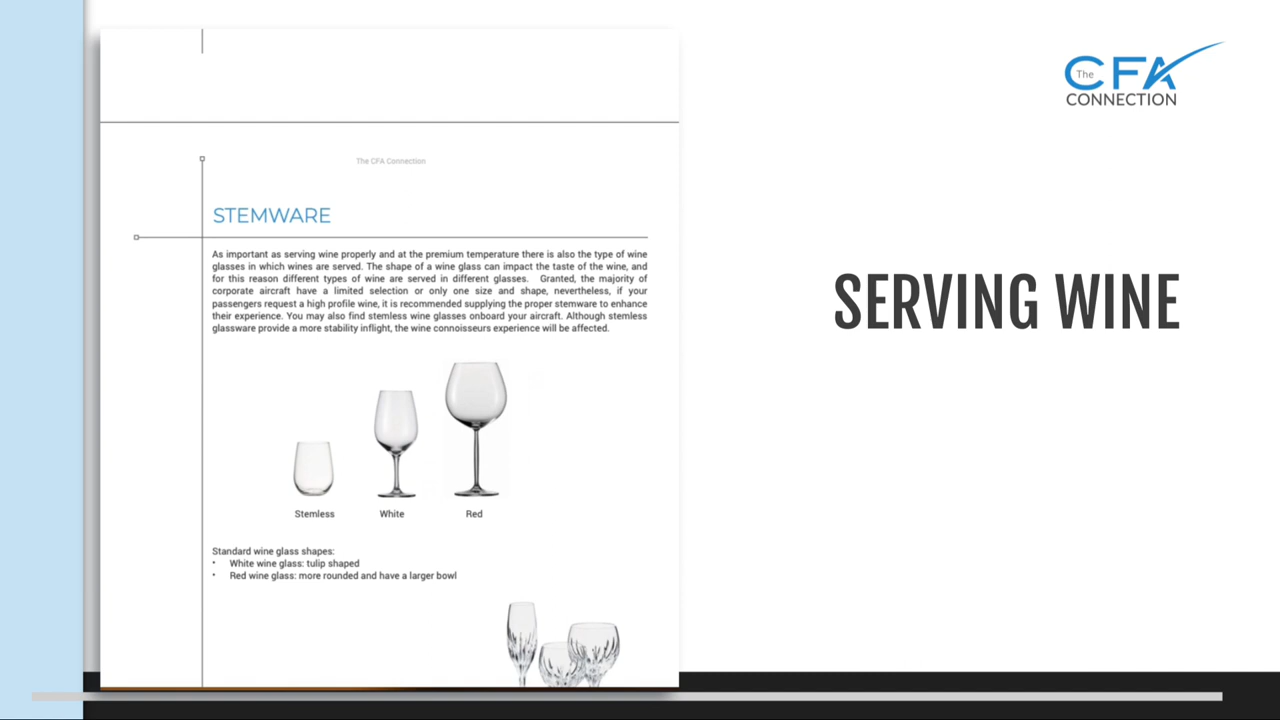 The CFA Connection
STEMWARE
As important as serving wine properly and at the premium temperature there is also the type of wine
glasses in which wines are served. The shape of a wine glass can impact the taste of the wine, and
for this reason different types of wine are served in different glasses. Granted, the majority of
corporate aircraft have a limited selection or only one size and shape, nevertheless, if your
passengers request a high profile wine, it is recommended supplying the proper stemware to enhance
their experience. You may also find stemless wine glasses onboard your aircraft. Although stemless
glassware provide a more stability inflight, the wine connoisseurs experience will be affected.
Stemless
White
Red
Standard wine glass shapes:
• White wine glass: tulip shaped
• Red wine glass: more rounded and have a larger bowl
The CFA
CONNECTION
SERVING WINE